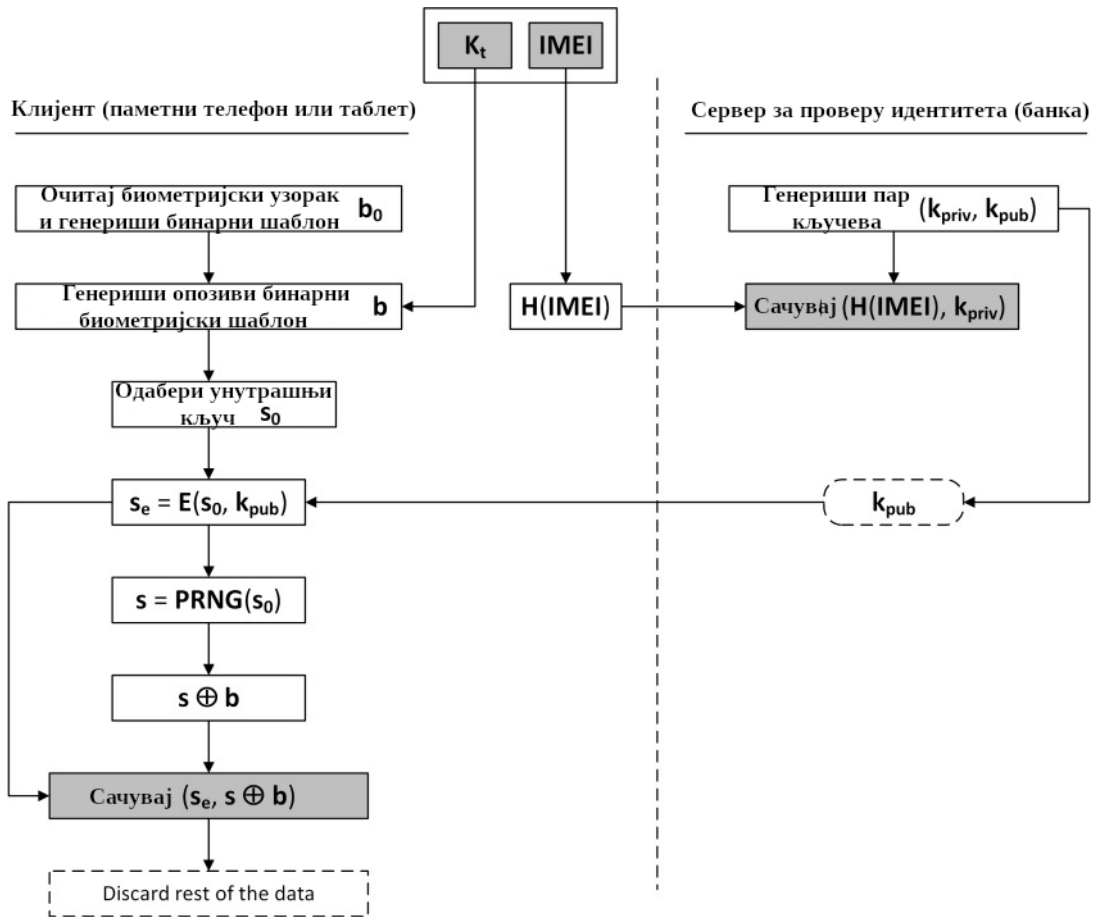 Kt IMEI
Клијент (паметни телефон или таблет)
Сервер за проверу идентитета (банка)
Очитај биометријски узорак
и генериши бинарни шаблон b0
Генериши пар
кључева (kpriv, kpub)
Генериши опозиви бинарни
биометријски шаблон b
H(IMEI)
Сачувај (H(IMEI), kpriv)
Одабери унутрашњи
кључ s0
se = E(s0, kpub)
kpub
s = PRNG(s0)
s ⊕ b
Сачувај (se, s ⊕ b)
Discard rest of the data